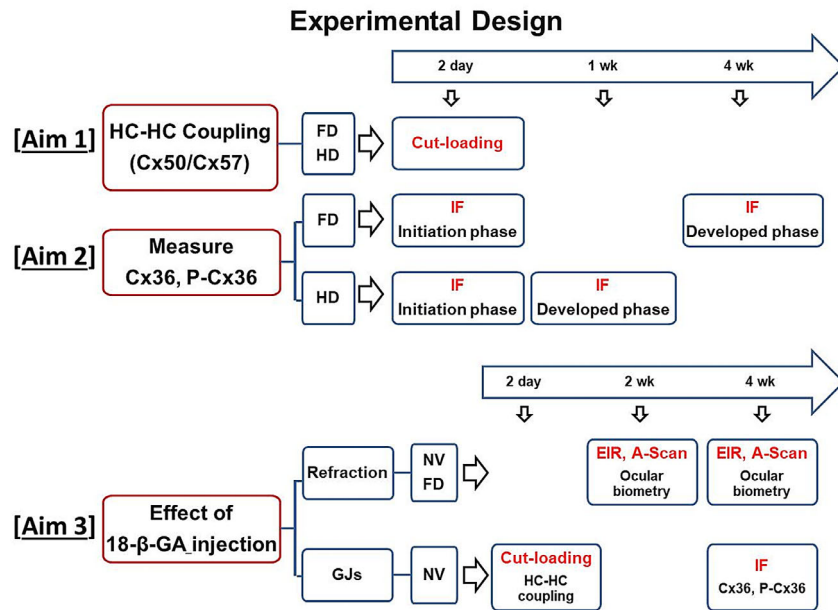 Experimental Design
2 day 1 wk 4 wk
[Aim 1]
HC-HC Coupling
(Cx50/Cx57)
FD
HD
Cut-loading
[Aim 2]
Measure
Cx36, P-Cx36
FD
IF
Initiation phase
IF
Developed phase
HD
IF
Initiation phase
IF
Developed phase
2 day 2 wk 4 wk
[Aim 3]
Effect of
18-β-GA_injection
Refraction
NV
FD
EIR, A-Scan
Ocular
biometry
EIR, A-Scan
Ocular
biometry
GJs
NV
Cut-loading
HC-HC
coupling
IF
Cx36, P-Cx36